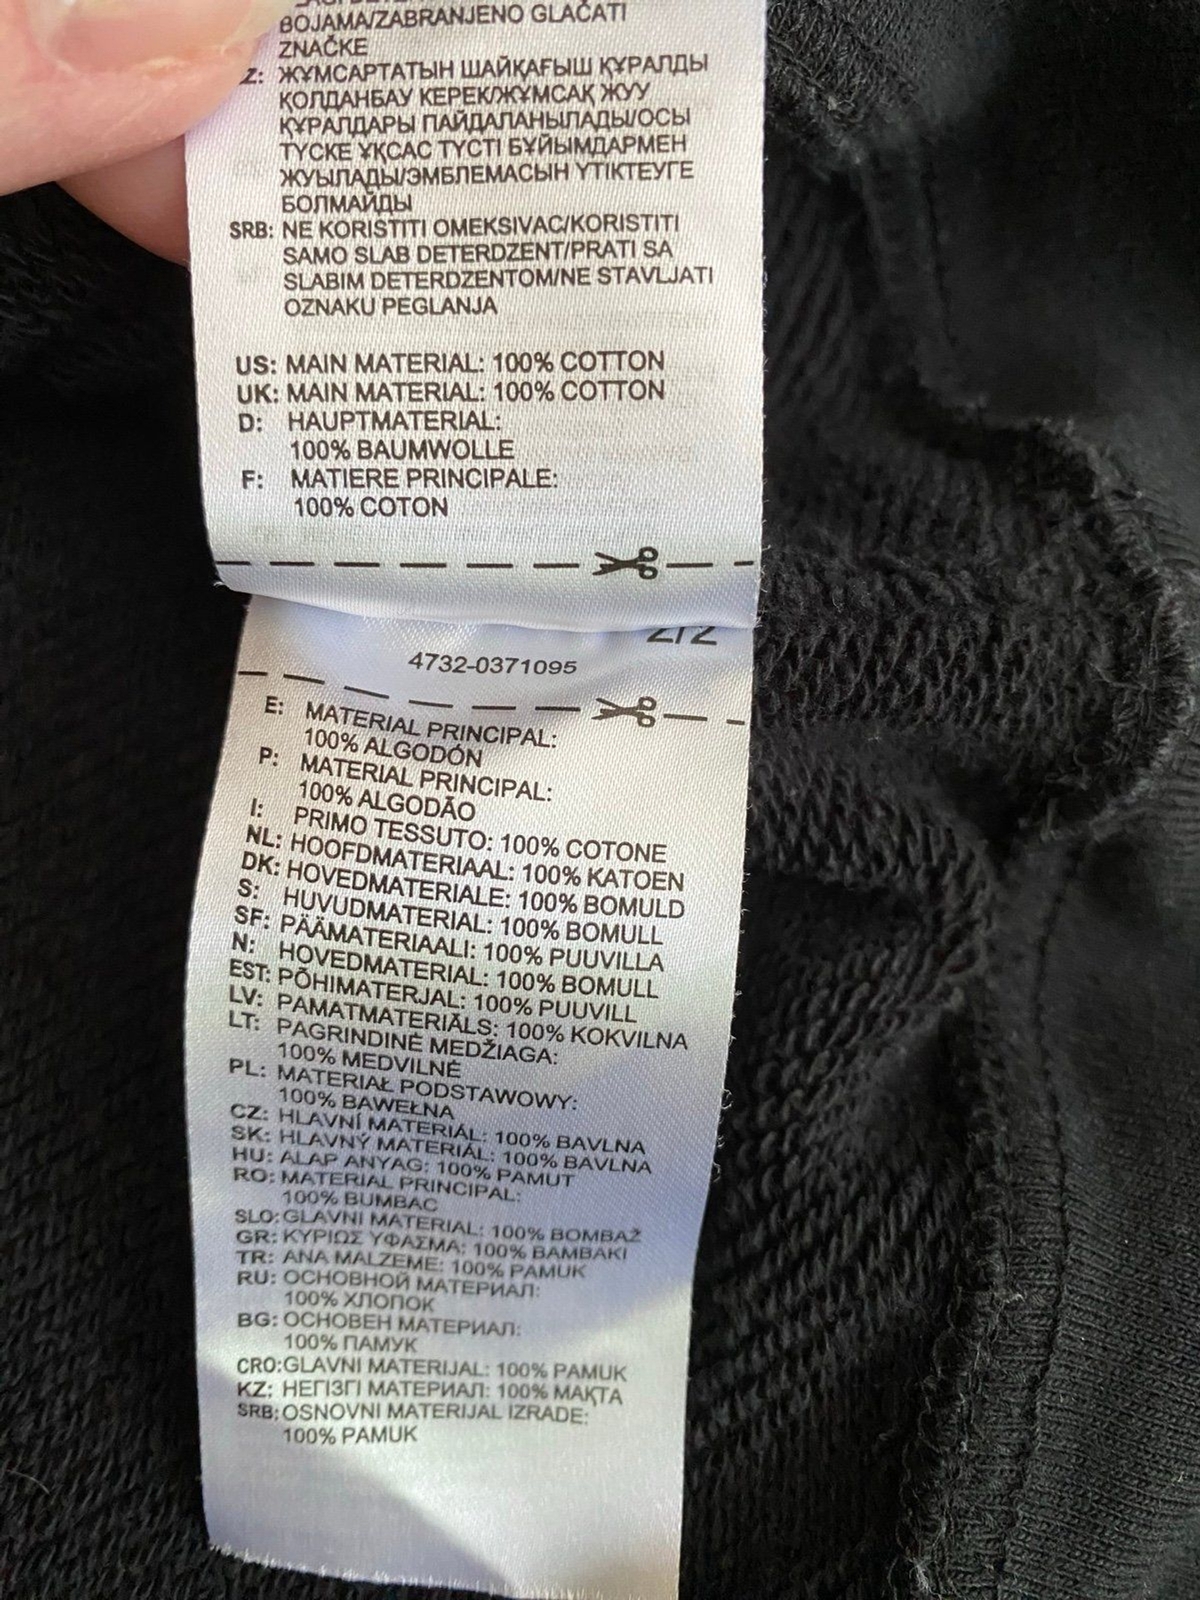 BOJAMA/ZABRANJENO GLAČATI
ZNAČKE
Z: ЖҰМСАРТАТЫН ШАЙҚАҒЫШ ҚҰРАЛДЫ
ҚОЛДАНБАУ КЕРЕК/ЖҰМСАҚ ЖУУ
ҚҰРАЛДАРЫ ПАЙДАЛАНЫЛАДЫ/ОСЫ
ТҮСКЕ ҰҚСАС ТҮСТІ БҰЙЫМДАРМЕН
ЖУЫЛАДЫ/ЭМБЛЕМАСЫН ҮТІКТЕУГЕ
БОЛМАЙДЫ
SRB: NE KORISTITI OMEKSIVAC/KORISTITI
SAMO SLAB DETERDZENT/PRATI SA
SLABIM DETERDZENTOM/NE STAVLJATI
OZNAKU PEGLANJA
US: MAIN MATERIAL: 100% COTTON
UK: MAIN MATERIAL: 100% COTTON
D: HAUPTMATERIAL:
100% BAUMWOLLE
F: MATIERE PRINCIPALE:
100% COTON
2/2
4732-0371095
E: MATERIAL PRINCIPAL:
100% ALGODÓN
P: MATERIAL PRINCIPAL:
100% ALGODÃO
I: PRIMO TESSUTO: 100% COTONE
NL: HOOFDMATERIAAL: 100% KATOEN
DK: HOVEDMATERIALE: 100% BOMULD
S: HUVUDMATERIAL: 100% BOMULL
SF: PÄÄMATERIAALI: 100% PUUVILLA
N: HOVEDMATERIAL: 100% BOMULL
EST: PÕHIMATERJAL: 100% PUUVILL
LV: PAMATMATERIĀLS: 100% KOKVILNA
LT: PAGRINDINĖ MEDŽIAGA:
100% MEDVILNĖ
PL: MATERIAŁ PODSTAWOWY:
100% BAWEŁNA
CZ: HLAVNÍ MATERIÁL: 100% BAVLNA
SK: HLAVNÝ MATERIÁL: 100% BAVLNA
HU: ALAP ANYAG: 100% PAMUT
RO: MATERIAL PRINCIPAL:
100% BUMBAC
SLO: GLAVNI MATERIAL: 100% BOMBAŽ
GR: ΚΥΡΙΩΣ ΥΦΑΣΜΑ: 100% ΒΑΜΒΑΚΙ
TR: ANA MALZEME: 100% PAMUK
RU: ОСНОВНОЙ МАТЕРИАЛ:
100% ХЛОПОК
BG: ОСНОВЕН МАТЕРИАЛ:
100% ПАМУК
CRO: GLAVNI MATERIJAL: 100% PAMUK
KZ: НЕГІЗГІ МАТЕРИАЛ: 100% МАҚТА
SRB: OSNOVNI MATERIJAL IZRADE:
100% PAMUK